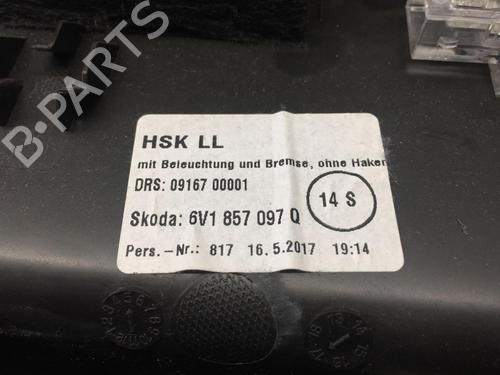 HSK LL
mit Beleuchtung und Bremse, ohne Haken
DRS: 09167 00001
14 S
Skoda: 6V1 857 097 Q
Pers.-Nr.: 817 16.5.2017 19:14
B-PARTS